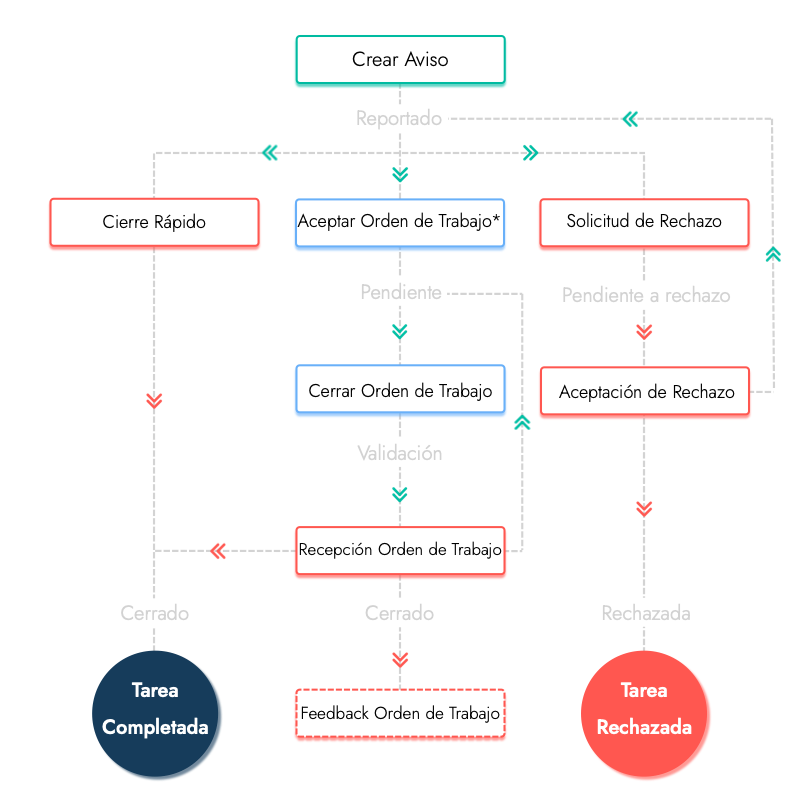 Crear Aviso
Reportado
Cierre Rápido
Aceptar Orden de Trabajo*
Solicitud de Rechazo
Pendiente
Pendiente a rechazo
Cerrar Orden de Trabajo
Aceptación de Rechazo
Validación
Recepción Orden de Trabajo
Cerrado
Cerrado
Rechazada
Tarea
Completada
Feedback Orden de Trabajo
Tarea
Rechazada